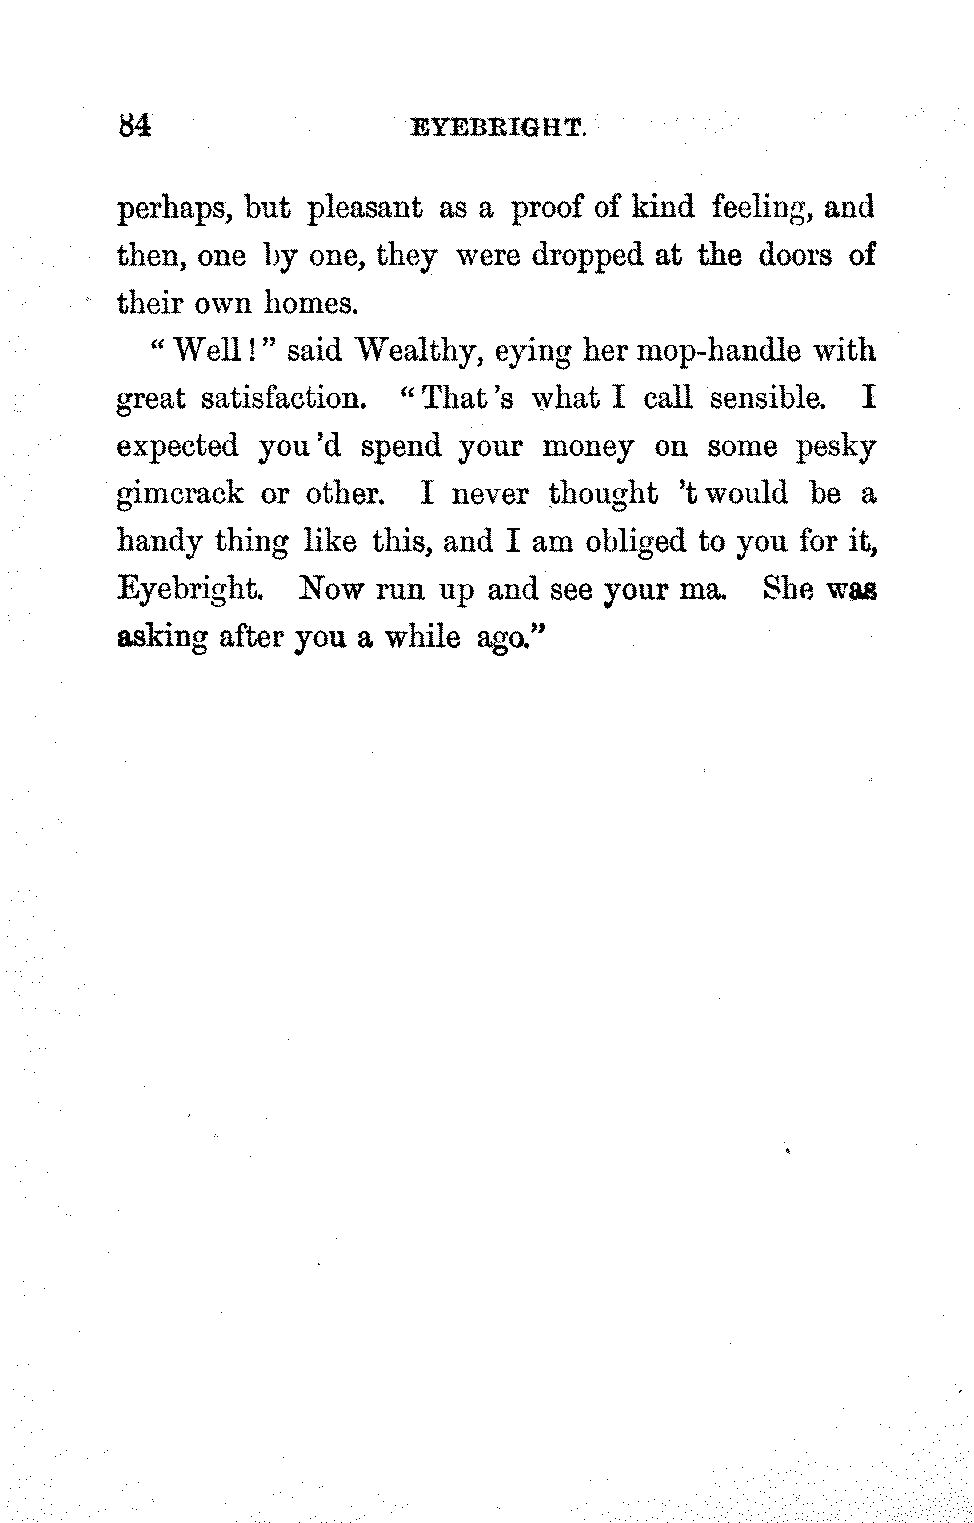 84 EYEBRIGHT.
perhaps, but pleasant as a proof of kind feeling, and
then, one by one, they were dropped at the doors of
their own homes.
“Well!” said Wealthy, eying her mop-handle with
great satisfaction. “That's what I call sensible. I
expected you'd spend your money on some pesky
gimcrack or other. I never thought 't would be a
handy thing like this, and I am obliged to you for it,
Eyebright. Now run up and see your ma. She was
asking after you a while ago.”